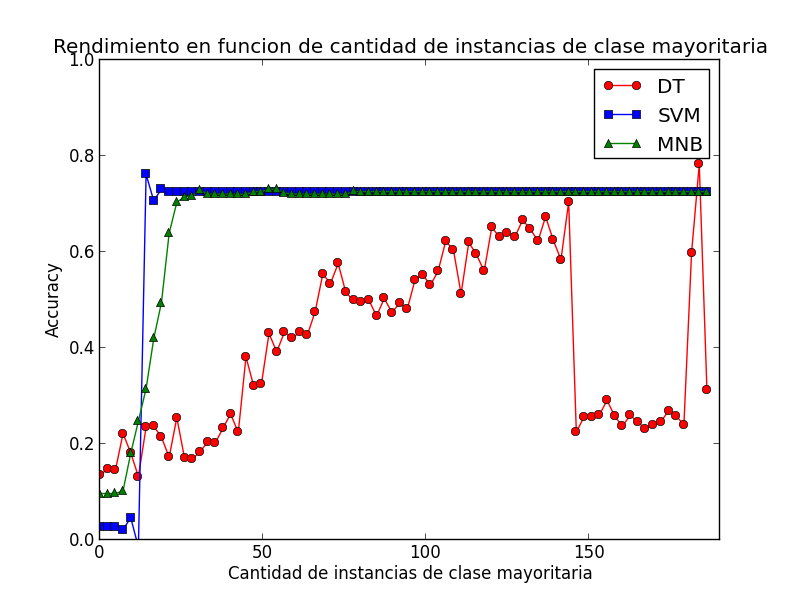 Rendimiento en funcion de cantidad de instancias de clase mayoritaria
1.0
DT
SVM
MNB
0.8
0.6
Accuracy
0.4
0.2
0.0
0 50 100 150
Cantidad de instancias de clase mayoritaria